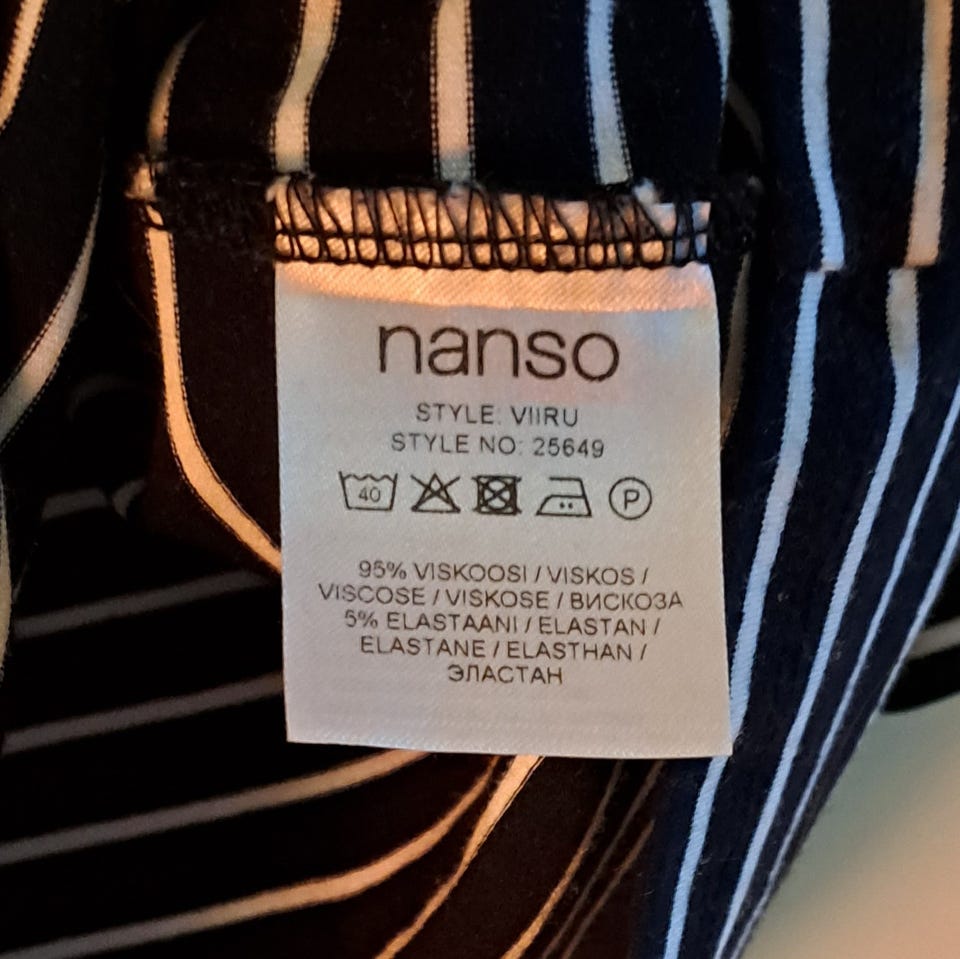 nanso
STYLE: VIIRU
STYLE NO: 25649
40 P
95% VISKOOSI / VISKOS /
VISCOSE / VISKOSE / ВИСКОЗА
5% ELASTAANI / ELASTAN /
ELASTANE / ELASTHAN /
ЭЛАСТАН